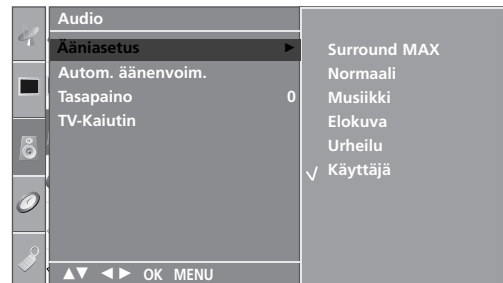 Audio
Ääniasetus ►
Autom. äänenvoim.
Tasapaino 0
TV-Kaiutin
▲▼ ◄► OK MENU
Surround MAX
Normaali
Musiikki
Elokuva
Urheilu
✓ Käyttäjä